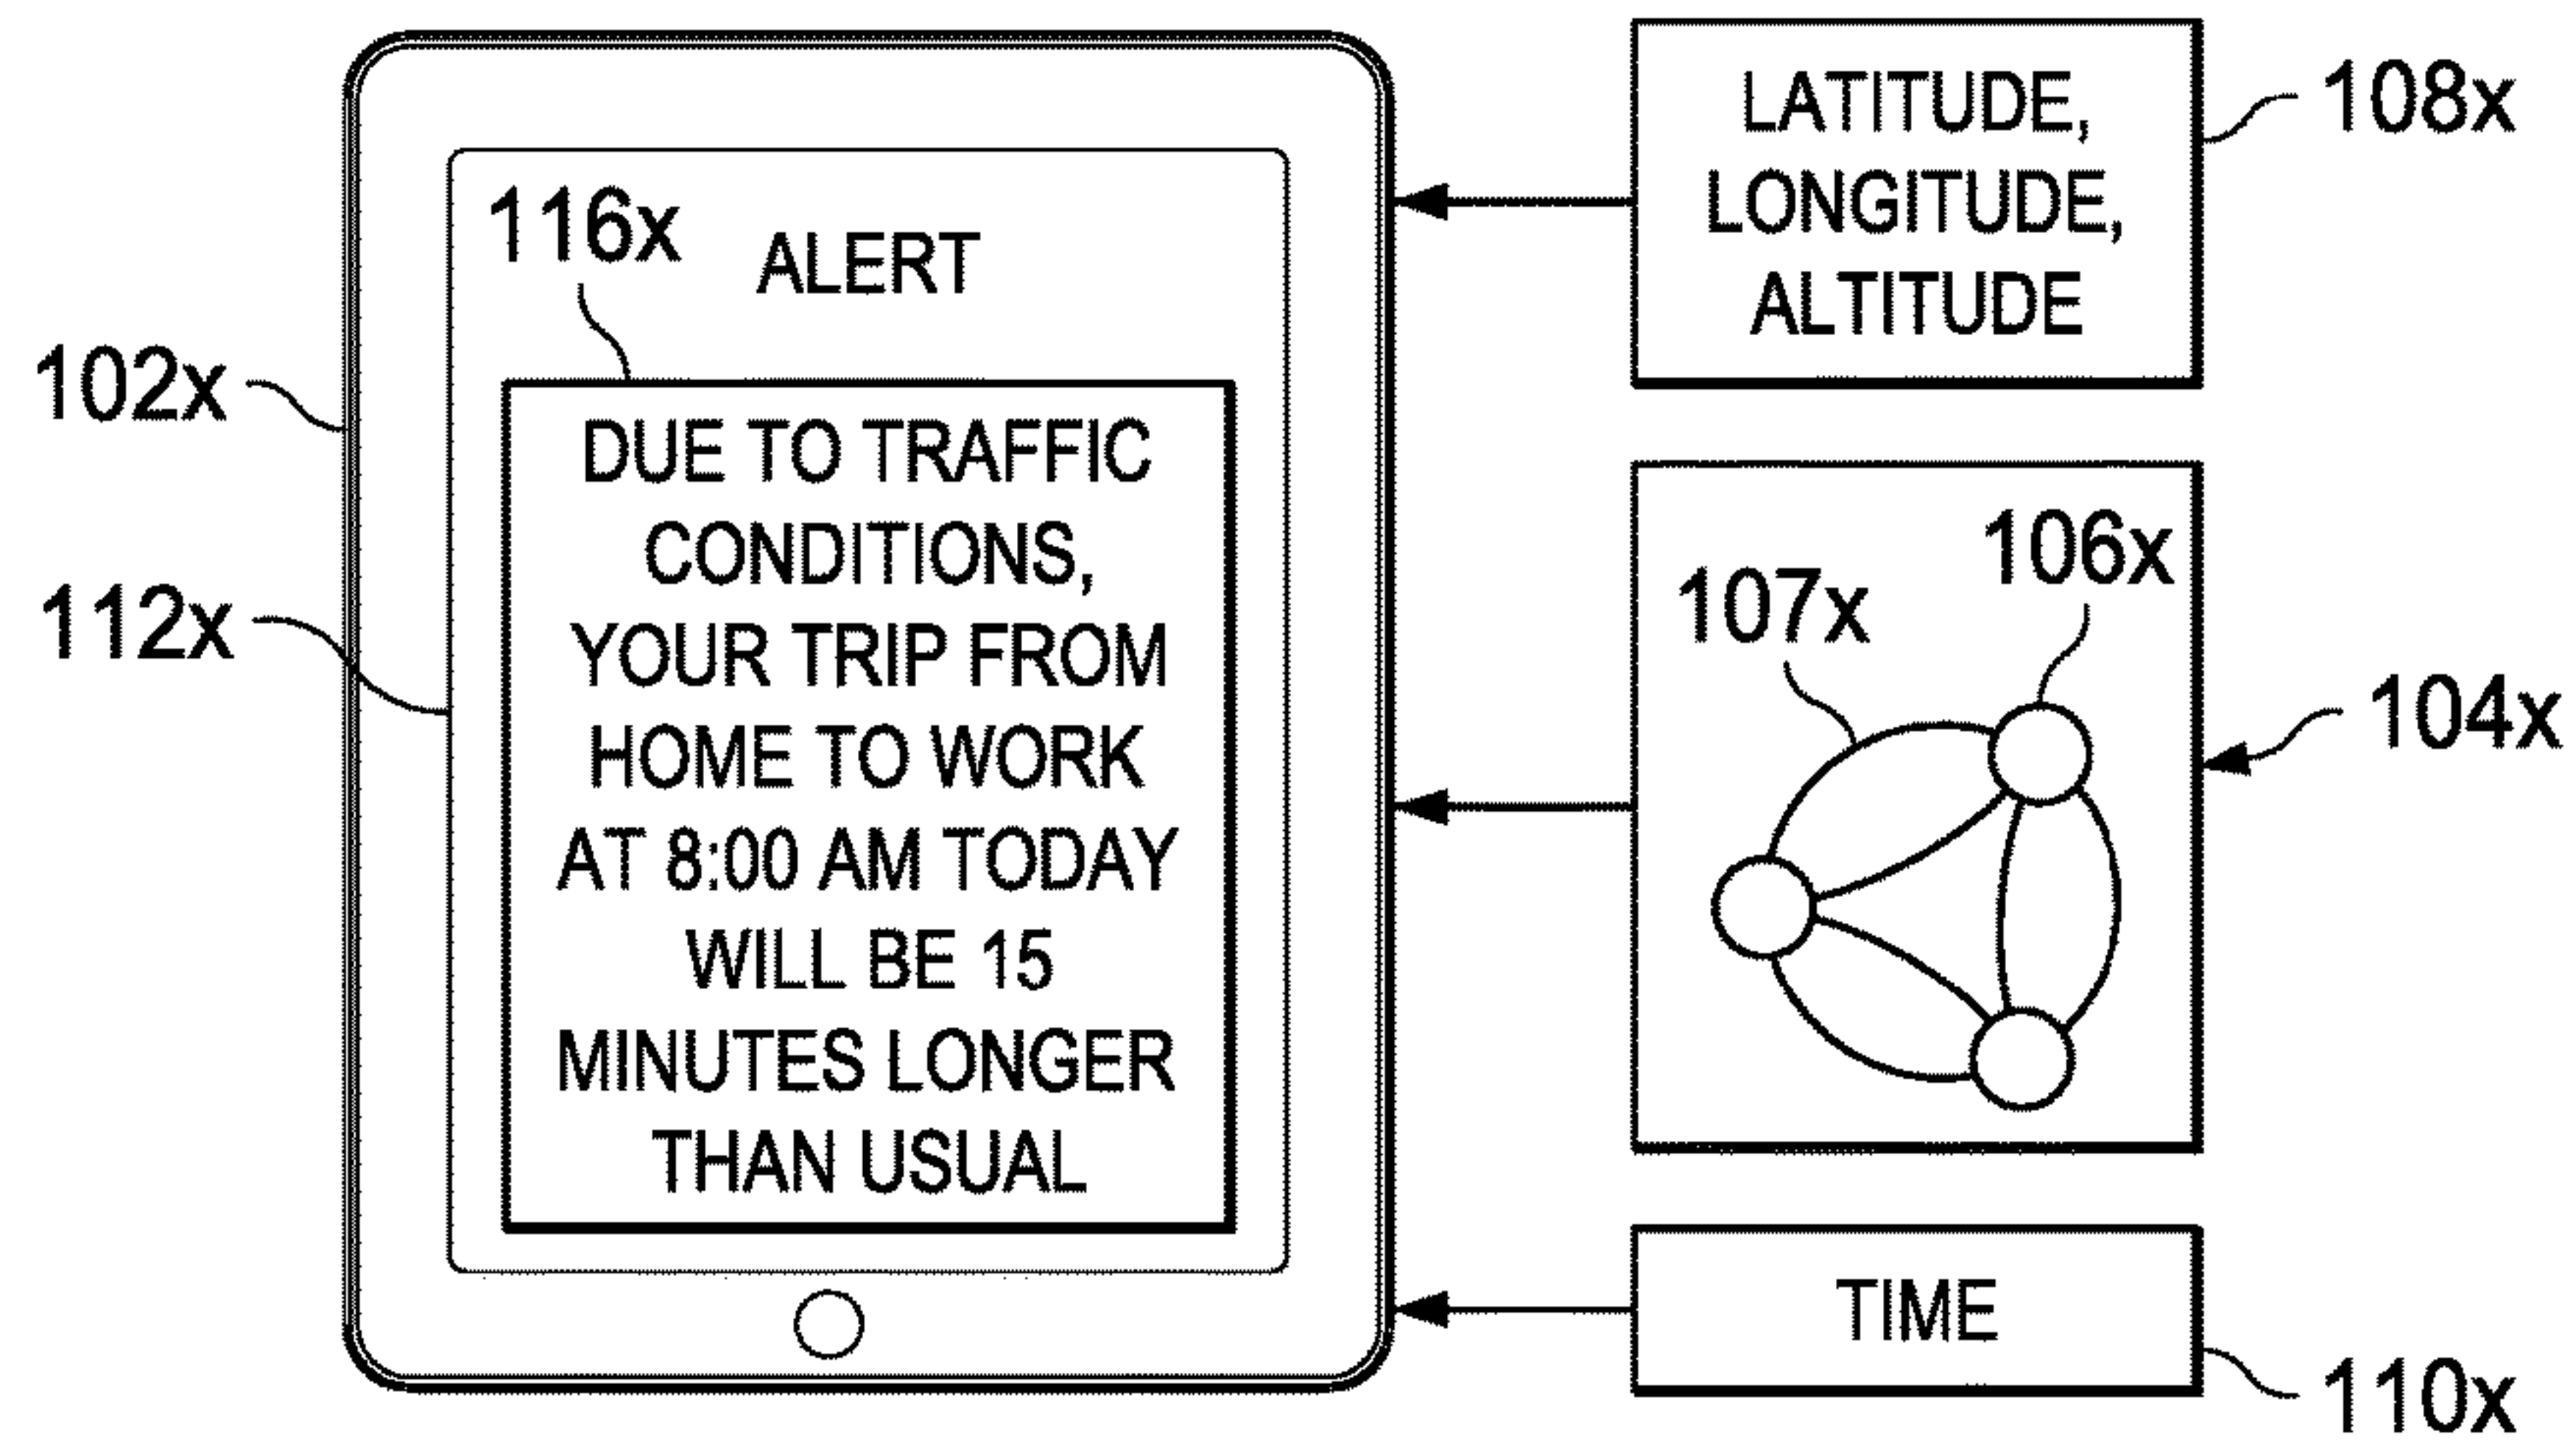 116x
ALERT
DUE TO TRAFFIC
CONDITIONS,
YOUR TRIP FROM
HOME TO WORK
AT 8:00 AM TODAY
WILL BE 15
MINUTES LONGER
THAN USUAL
102x
112x
LATITUDE,
LONGITUDE,
ALTITUDE
108x
106x
107x
104x
TIME
110x